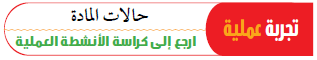 تجربة عملية
حالات المادة
ارجع إلى كراسة الأنشطة العملية